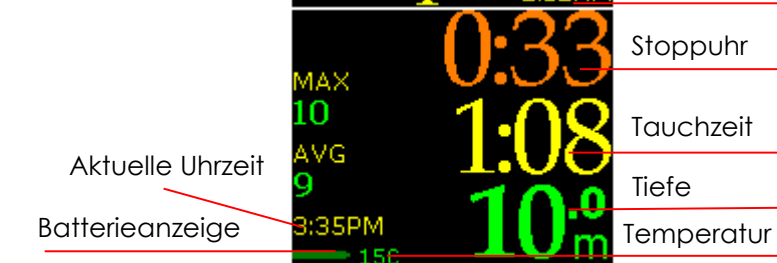 0:33
Stoppuhr
MAX
10
1:08
Tauchzeit
AVG
9
Aktuelle Uhrzeit
10.0 m
Tiefe
3:35PM
Batterieanzeige
15C
Temperatur